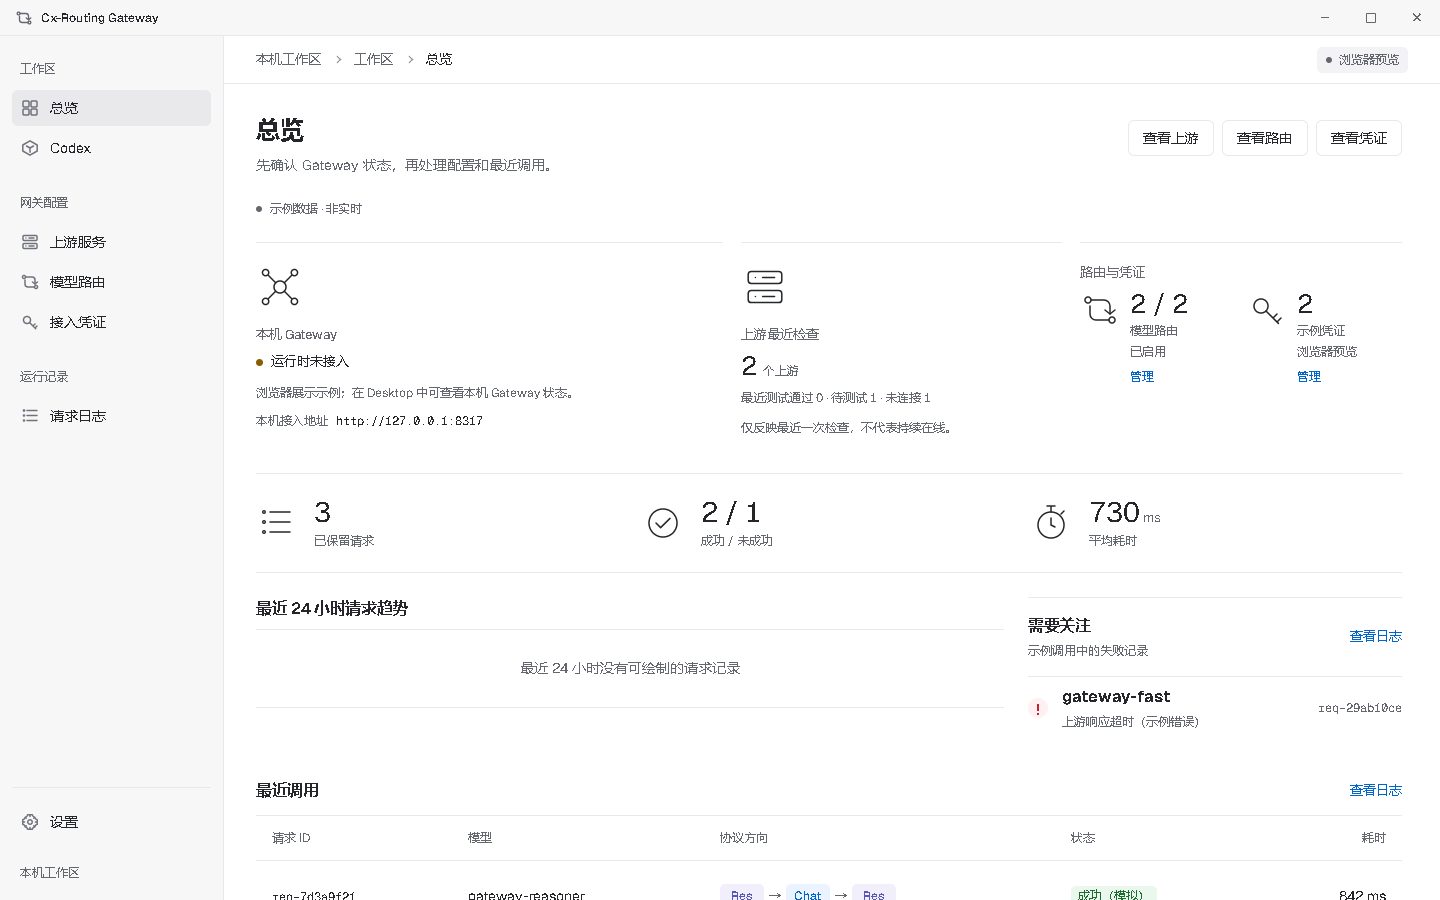 Cx-Routing Gateway
工作区
总览
Codex
网关配置
上游服务
模型路由
接入凭证
运行记录
请求日志
设置
本机工作区
本机工作区 › 工作区 › 总览
浏览器预览
总览
先确认 Gateway 状态，再处理配置和最近调用。
查看上游
查看路由
查看凭证
示例数据 · 非实时
本机 Gateway
运行时未接入
浏览器展示示例；在 Desktop 中可查看本机 Gateway 状态。
本机接入地址 http://127.0.0.1:8317
上游最近检查
2 个上游
最近测试通过 0 · 待测试 1 · 未连接 1
仅反映最近一次检查，不代表持续在线。
路由与凭证
2 / 2
模型路由
已启用
管理
2
示例凭证
浏览器预览
管理
3
已保留请求
2 / 1
成功 / 未成功
730 ms
平均耗时
最近 24 小时请求趋势
最近 24 小时没有可绘制的请求记录
需要关注
示例调用中的失败记录
查看日志
gateway-fast
上游响应超时（示例错误）
req-29ab10ce
最近调用
查看日志
请求 ID 模型 协议方向 状态 耗时
req-7d3a9f21 gateway-reasoner Res → Chat → Res 成功（模拟） 842 ms